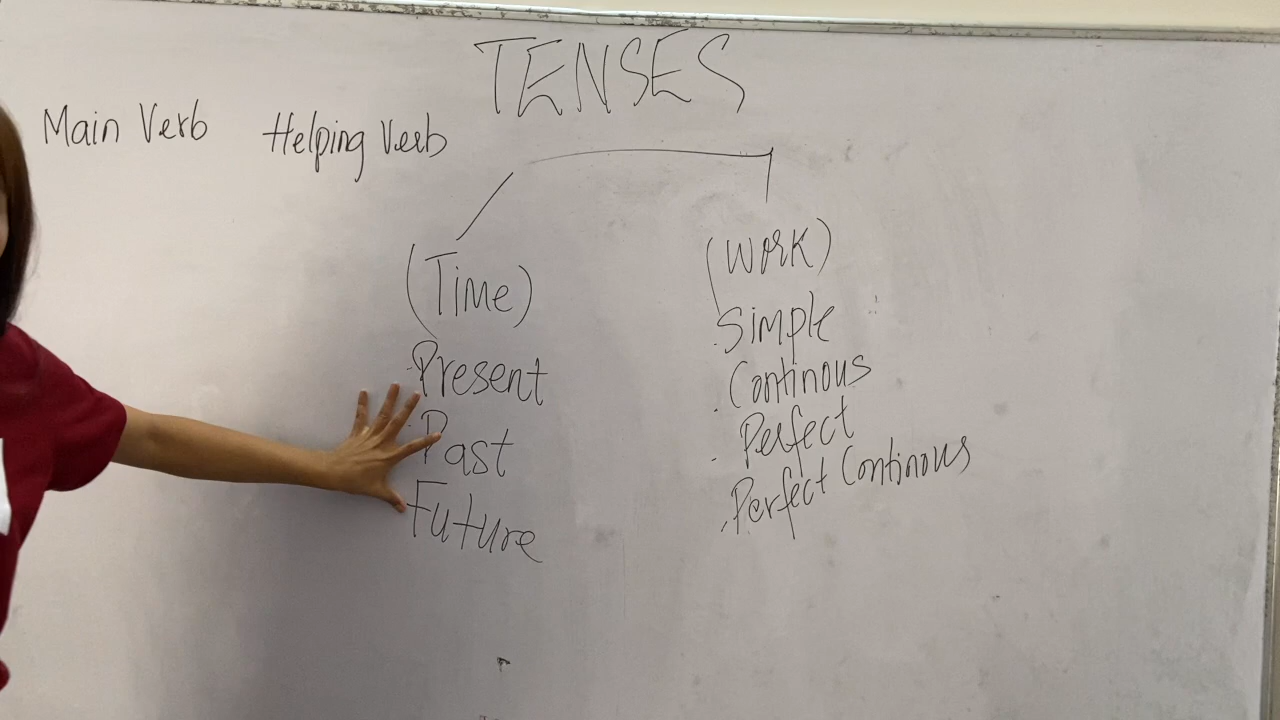 TENSES
Main Verb Helping Verb
(Time)
Present
Past
Future
(WORK)
Simple
Continous
Perfect
Perfect Continous